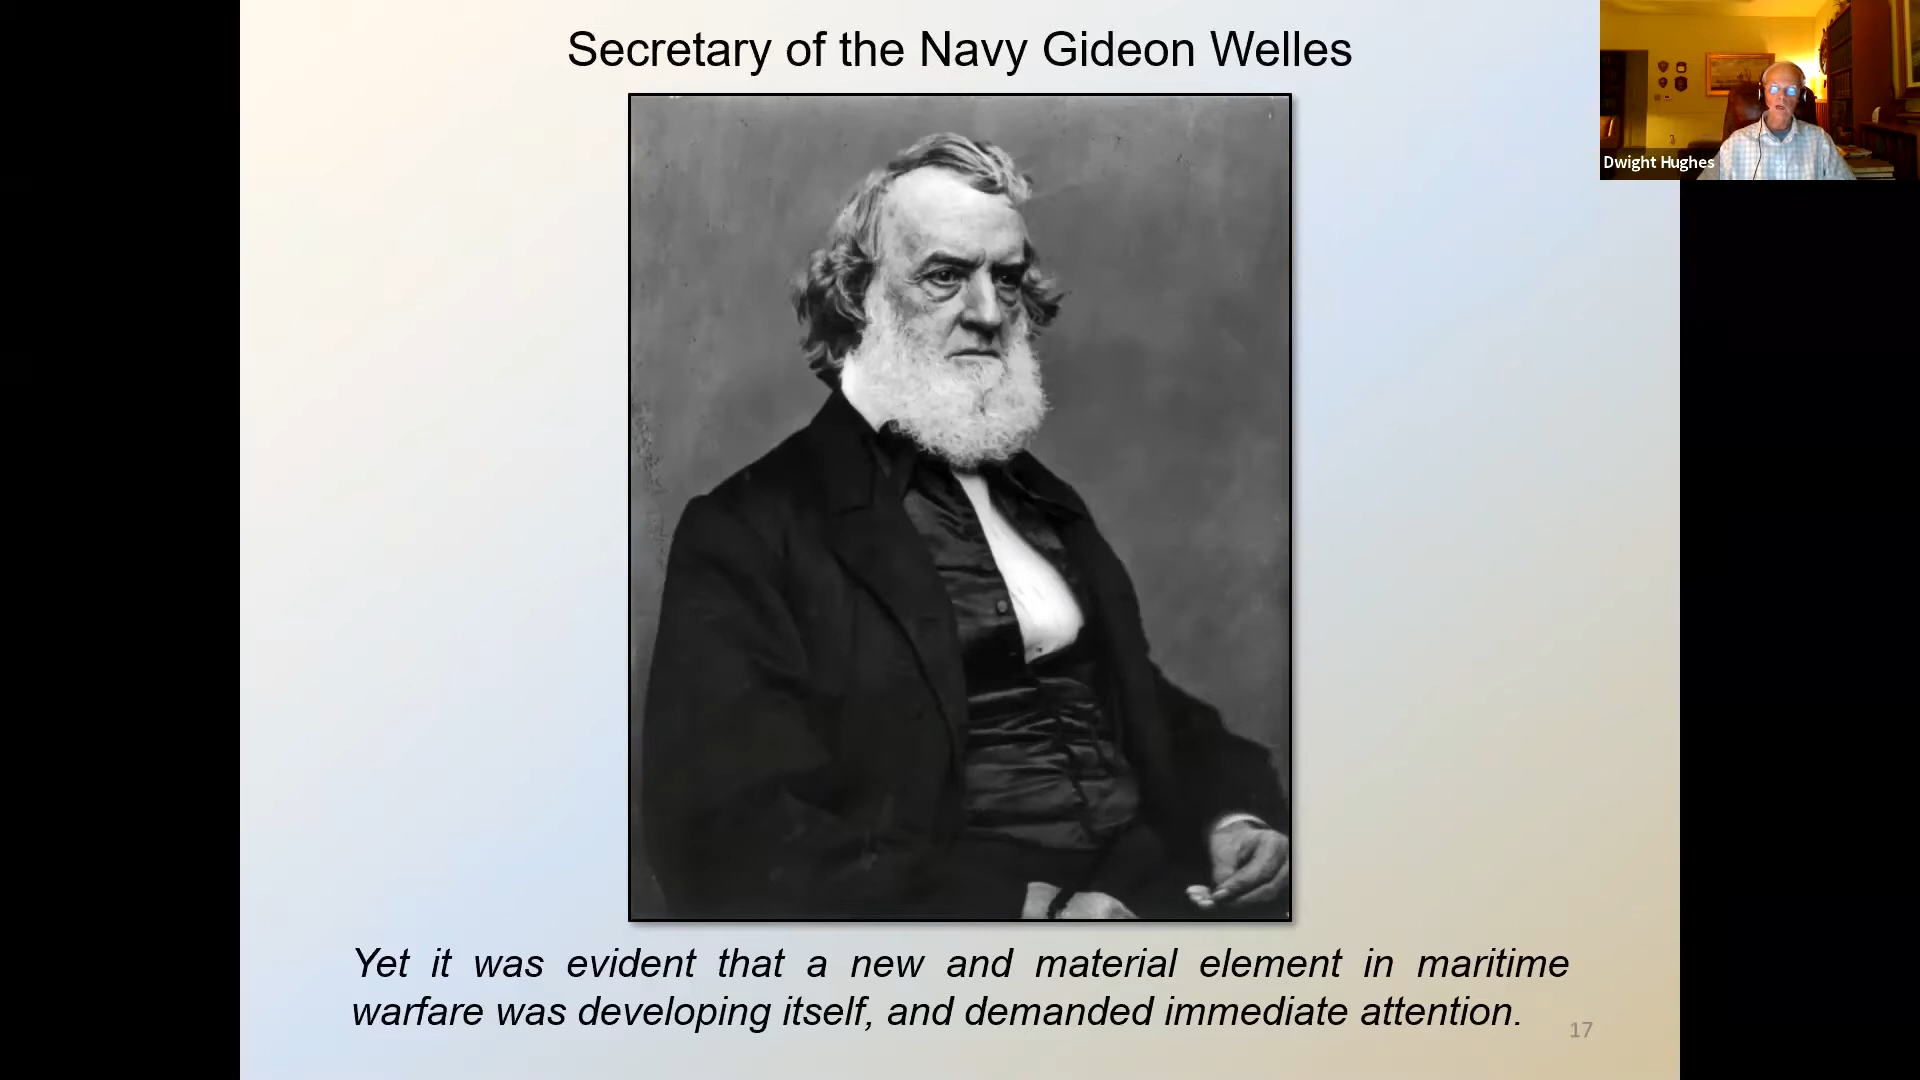 Secretary of the Navy Gideon Welles
Dwight Hughes
Yet it was evident that a new and material element in maritime
warfare was developing itself, and demanded immediate attention.
17